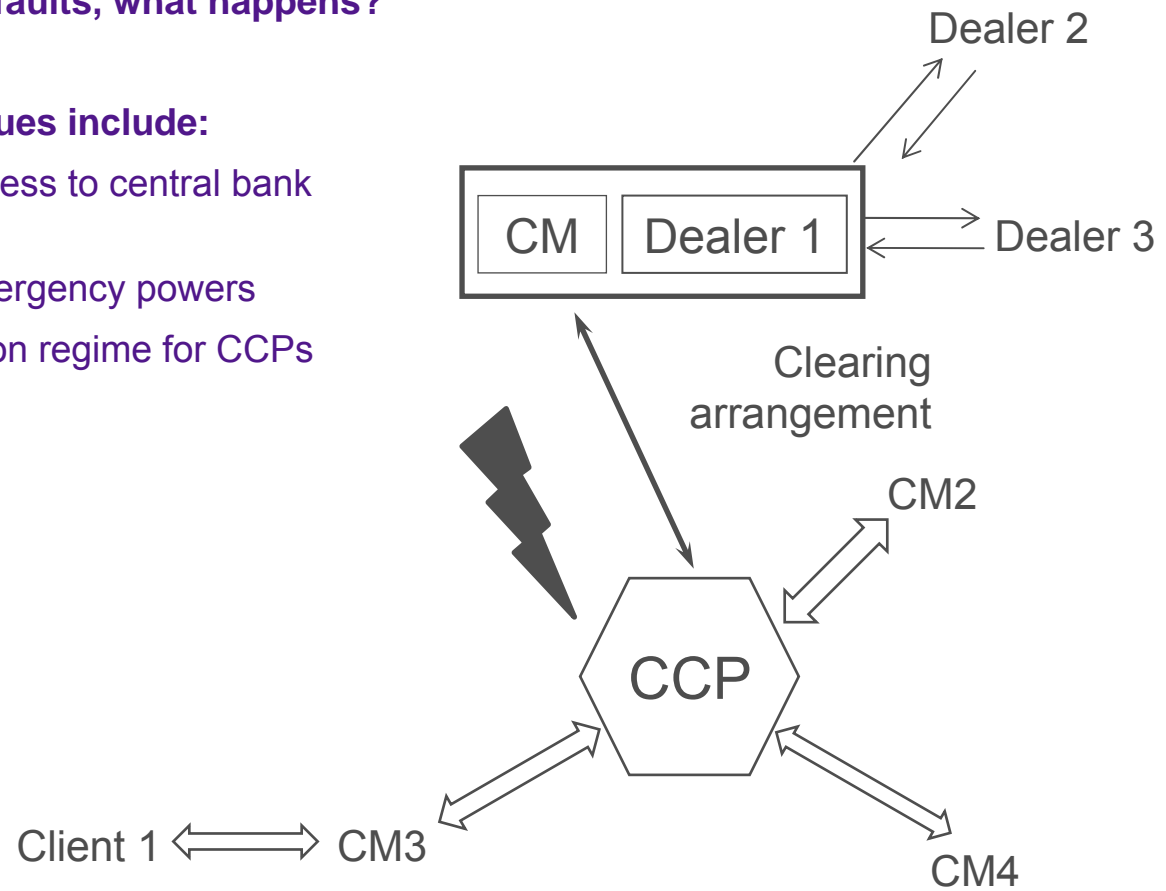 faults, what happens?
ues include:
ess to central bank
ergency powers
on regime for CCPs
Dealer 2
CM
Dealer 1
Dealer 3
Clearing
arrangement
CM2
CCP
Client 1
CM3
CM4